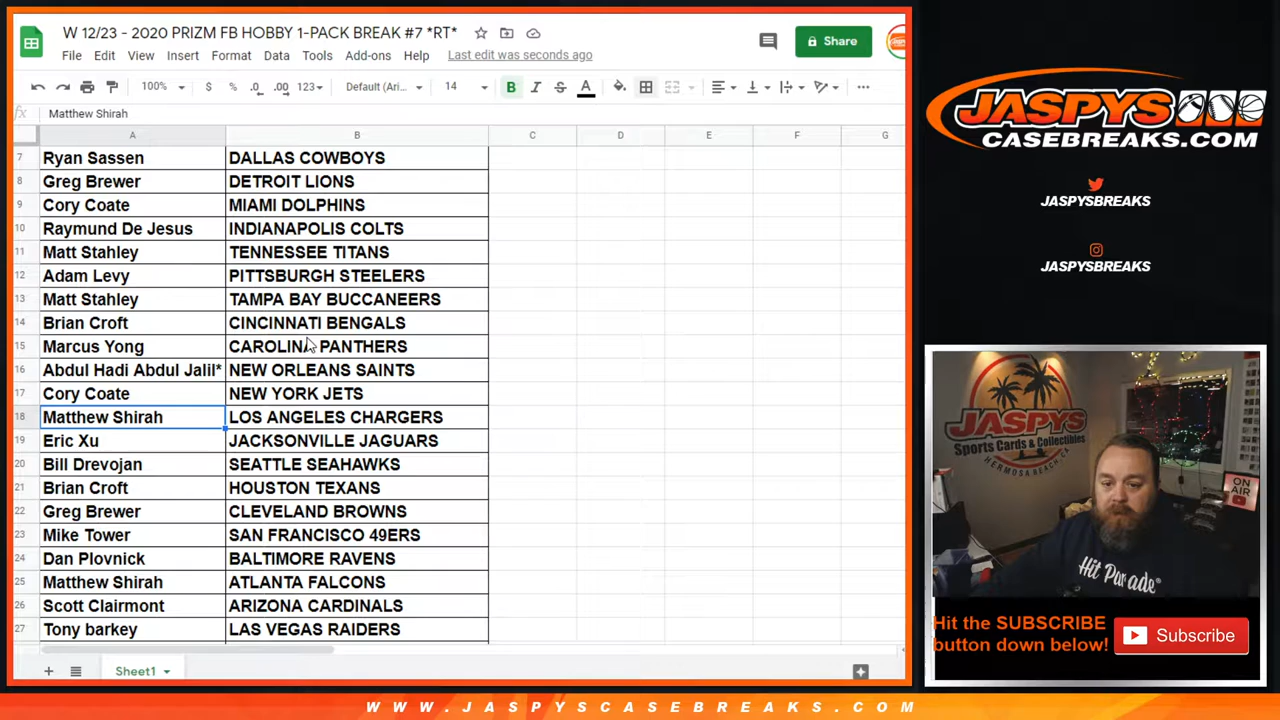 W 12/23 - 2020 PRIZM FB HOBBY 1-PACK BREAK #7 *RT*
File Edit View Insert Format Data Tools Add-ons Help Last edit was seconds ago
Share
100% $ % .0 .00 123 Default (Ari... 14 B I S A
fx Matthew Shirah
A B C D E F G
7 Ryan Sassen DALLAS COWBOYS
8 Greg Brewer DETROIT LIONS
9 Cory Coate MIAMI DOLPHINS
10 Raymund De Jesus INDIANAPOLIS COLTS
11 Matt Stahley TENNESSEE TITANS
12 Adam Levy PITTSBURGH STEELERS
13 Matt Stahley TAMPA BAY BUCCANEERS
14 Brian Croft CINCINNATI BENGALS
15 Marcus Yong CAROLINA PANTHERS
16 Abdul Hadi Abdul Jalil* NEW ORLEANS SAINTS
17 Cory Coate NEW YORK JETS
18 Matthew Shirah LOS ANGELES CHARGERS
19 Eric Xu JACKSONVILLE JAGUARS
20 Bill Drevojan SEATTLE SEAHAWKS
21 Brian Croft HOUSTON TEXANS
22 Greg Brewer CLEVELAND BROWNS
23 Mike Tower SAN FRANCISCO 49ERS
24 Dan Plovnick BALTIMORE RAVENS
25 Matthew Shirah ATLANTA FALCONS
26 Scott Clairmont ARIZONA CARDINALS
27 Tony barkey LAS VEGAS RAIDERS
Sheet1
JASPYS
CASEBREAKS.COM
JASPYSBREAKS
JASPYSBREAKS
JASPYS
Sports Cards & Collectibles
HERMOSA BEACH, CA
ON
AIR
Hit Parade
Hit the SUBSCRIBE
button down below!
Subscribe
WWW.JASPYSCASEBREAKS.COM